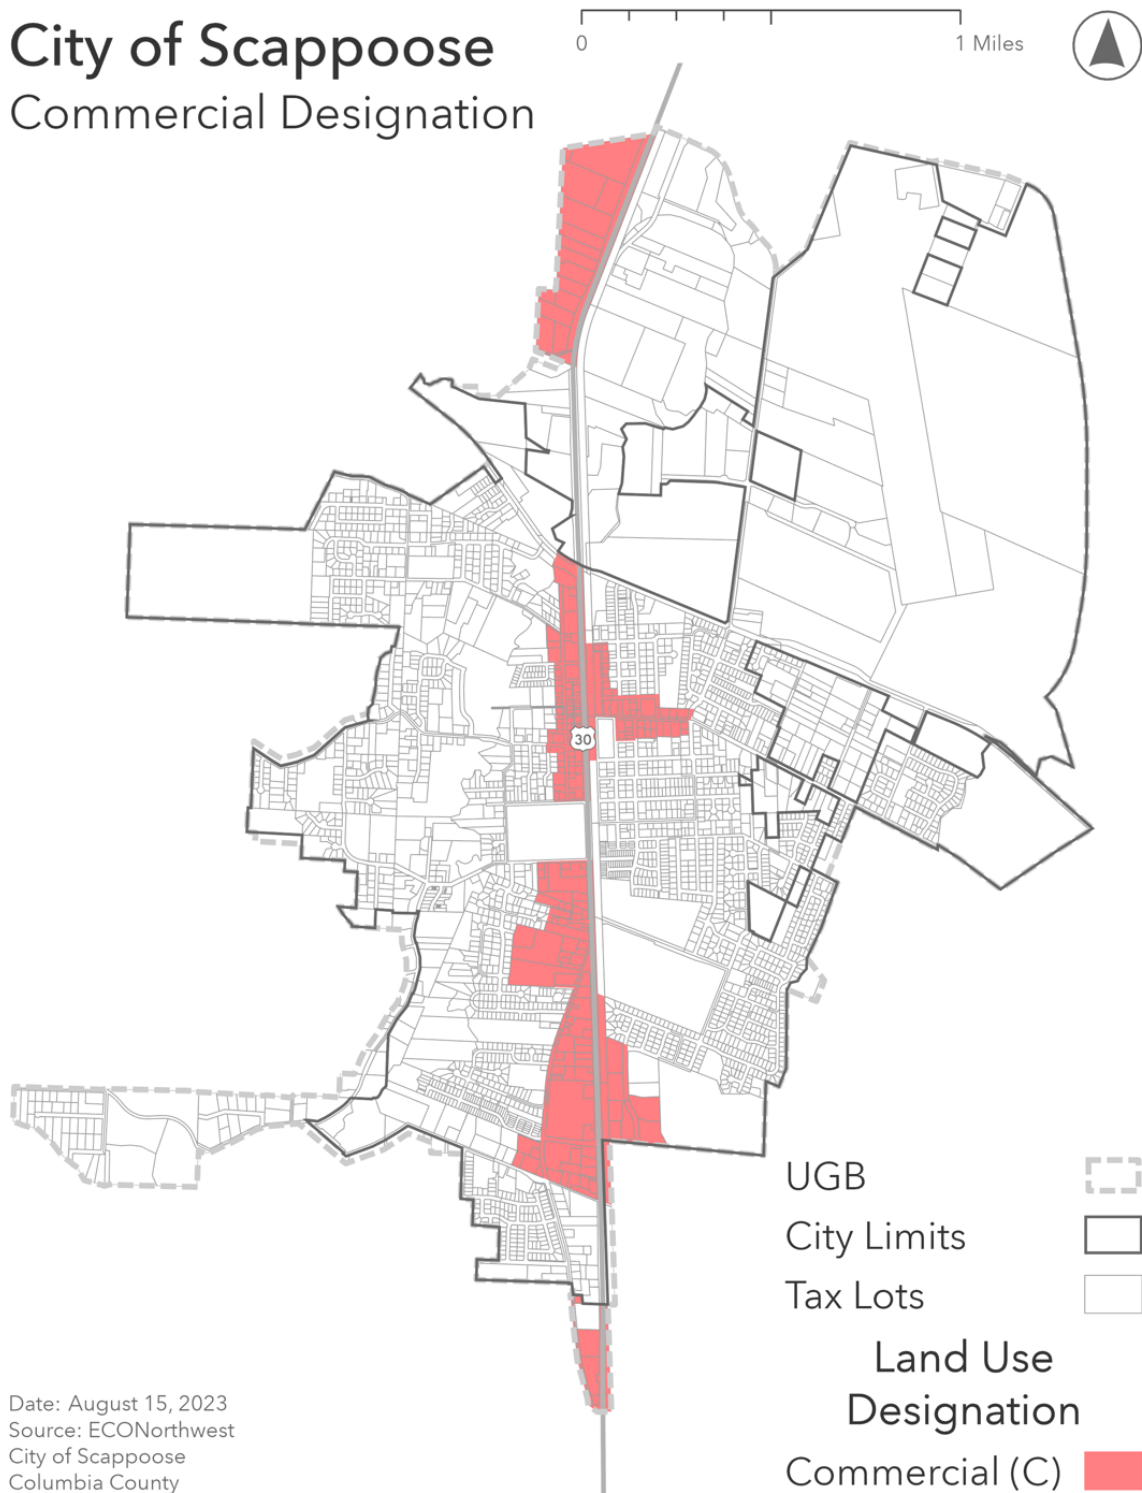 City of Scappoose
Commercial Designation
0 1 Miles
30
UGB
City Limits
Tax Lots
Land Use
Designation
Commercial (C)
Date: August 15, 2023
Source: ECONorthwest
City of Scappoose
Columbia County